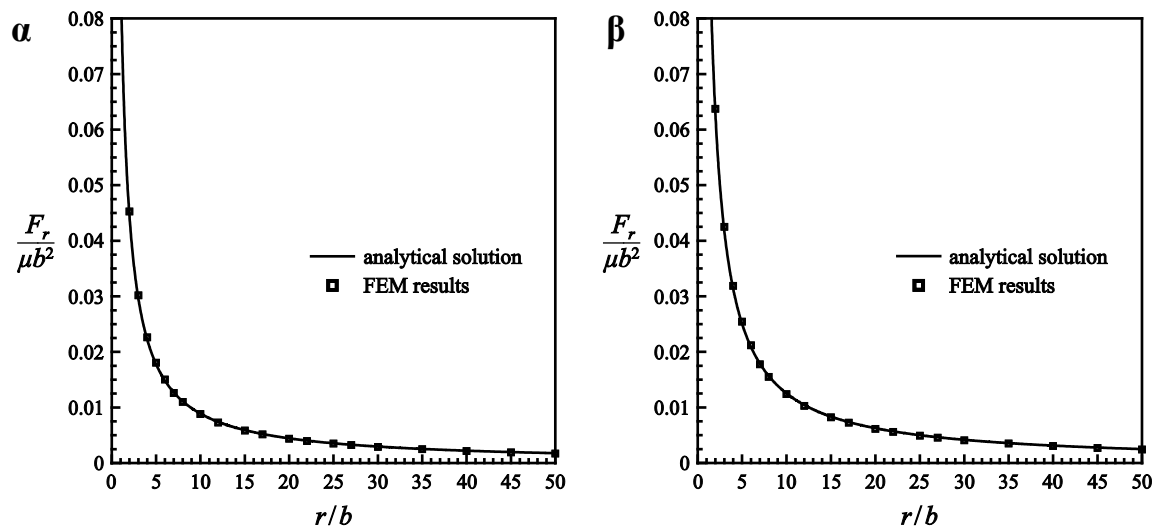 α
0.08
0.07
0.06
0.05
0.04
0.03
0.02
0.01
0
F_r
μb²
analytical solution
FEM results
0 5 10 15 20 25 30 35 40 45 50
r/b
β
0.08
0.07
0.06
0.05
0.04
0.03
0.02
0.01
0
F_r
μb²
analytical solution
FEM results
0 5 10 15 20 25 30 35 40 45 50
r/b